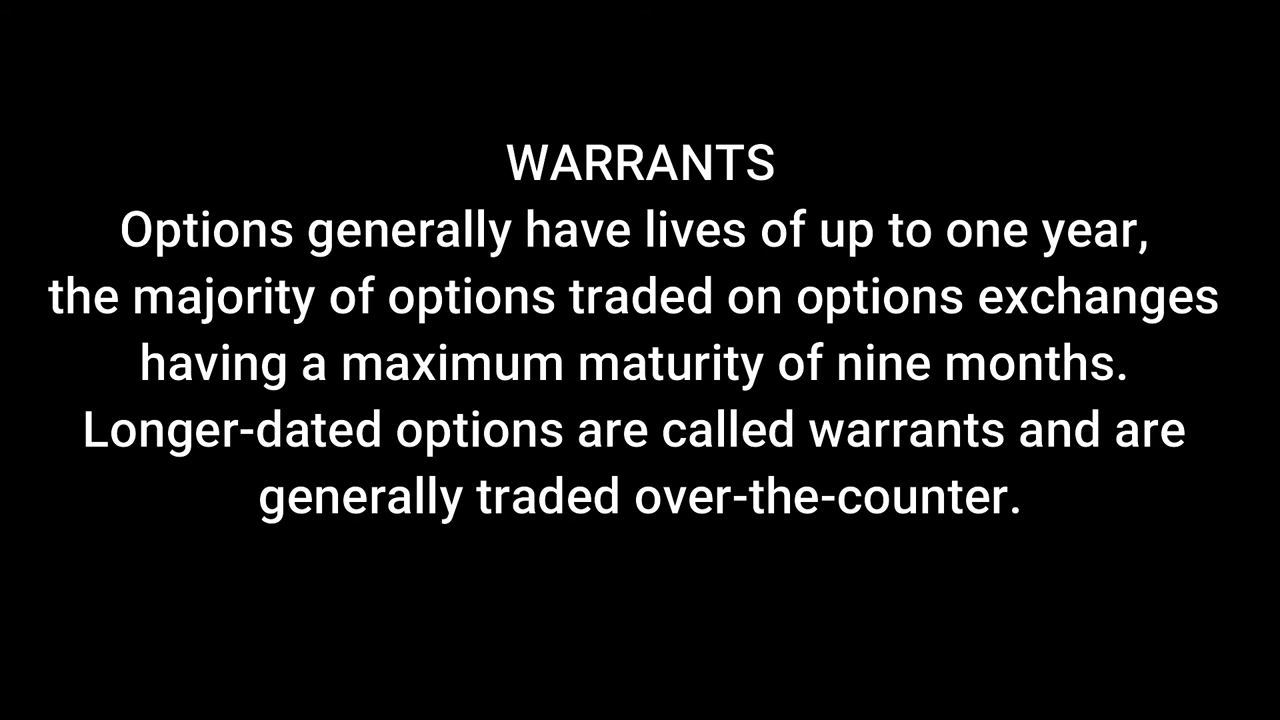 WARRANTS
Options generally have lives of up to one year,
the majority of options traded on options exchanges
having a maximum maturity of nine months.
Longer-dated options are called warrants and are
generally traded over-the-counter.